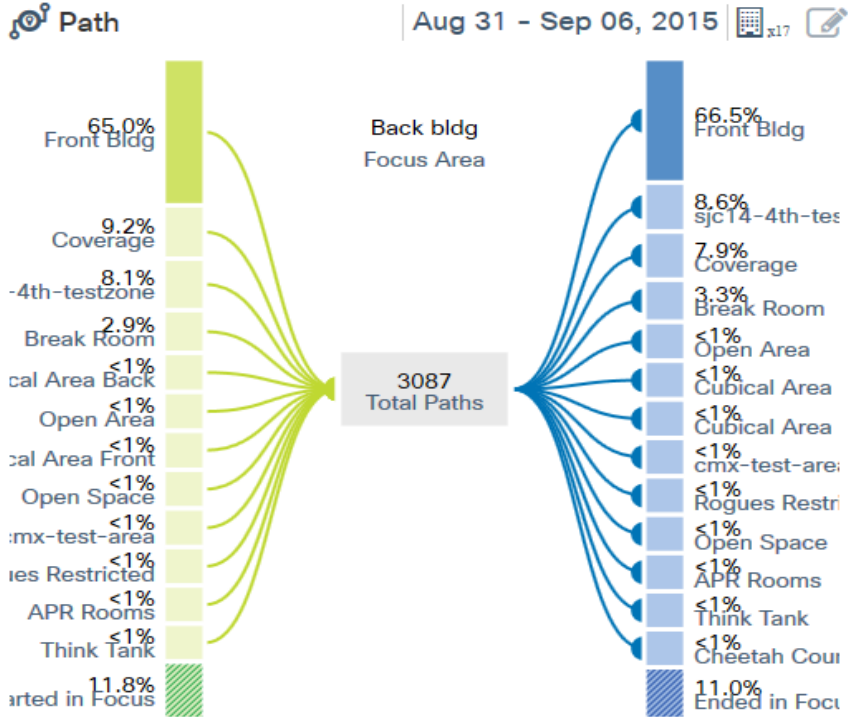 Path
Aug 31 - Sep 06, 2015
x17
65.0%
Front Bldg
9.2%
Coverage
8.1%
-4th-testzone
2.9%
Break Room
<1%
cal Area Back
<1%
Open Area
<1%
cal Area Front
<1%
Open Space
<1%
mx-test-area
<1%
ues Restricted
<1%
APR Rooms
<1%
Think Tank
11.8%
arted in Focus
Back bldg
Focus Area
3087
Total Paths
66.5%
Front Bldg
8.6%
sjc14-4th-tes
7.9%
Coverage
3.3%
Break Room
<1%
Open Area
<1%
Cubical Area
<1%
Cubical Area
<1%
cmx-test-area
<1%
Rogues Restri
<1%
Open Space
<1%
APR Rooms
<1%
Think Tank
<1%
Cheetah Cour
11.0%
Ended in Focu